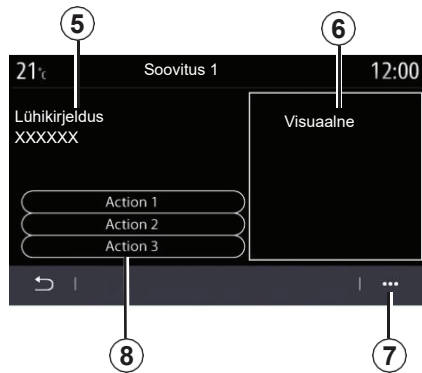 5
6
21°c Soovitus 1 12:00
Lühikirjeldus
XXXXXX
Visuaalne
Action 1
Action 2
Action 3
8
7